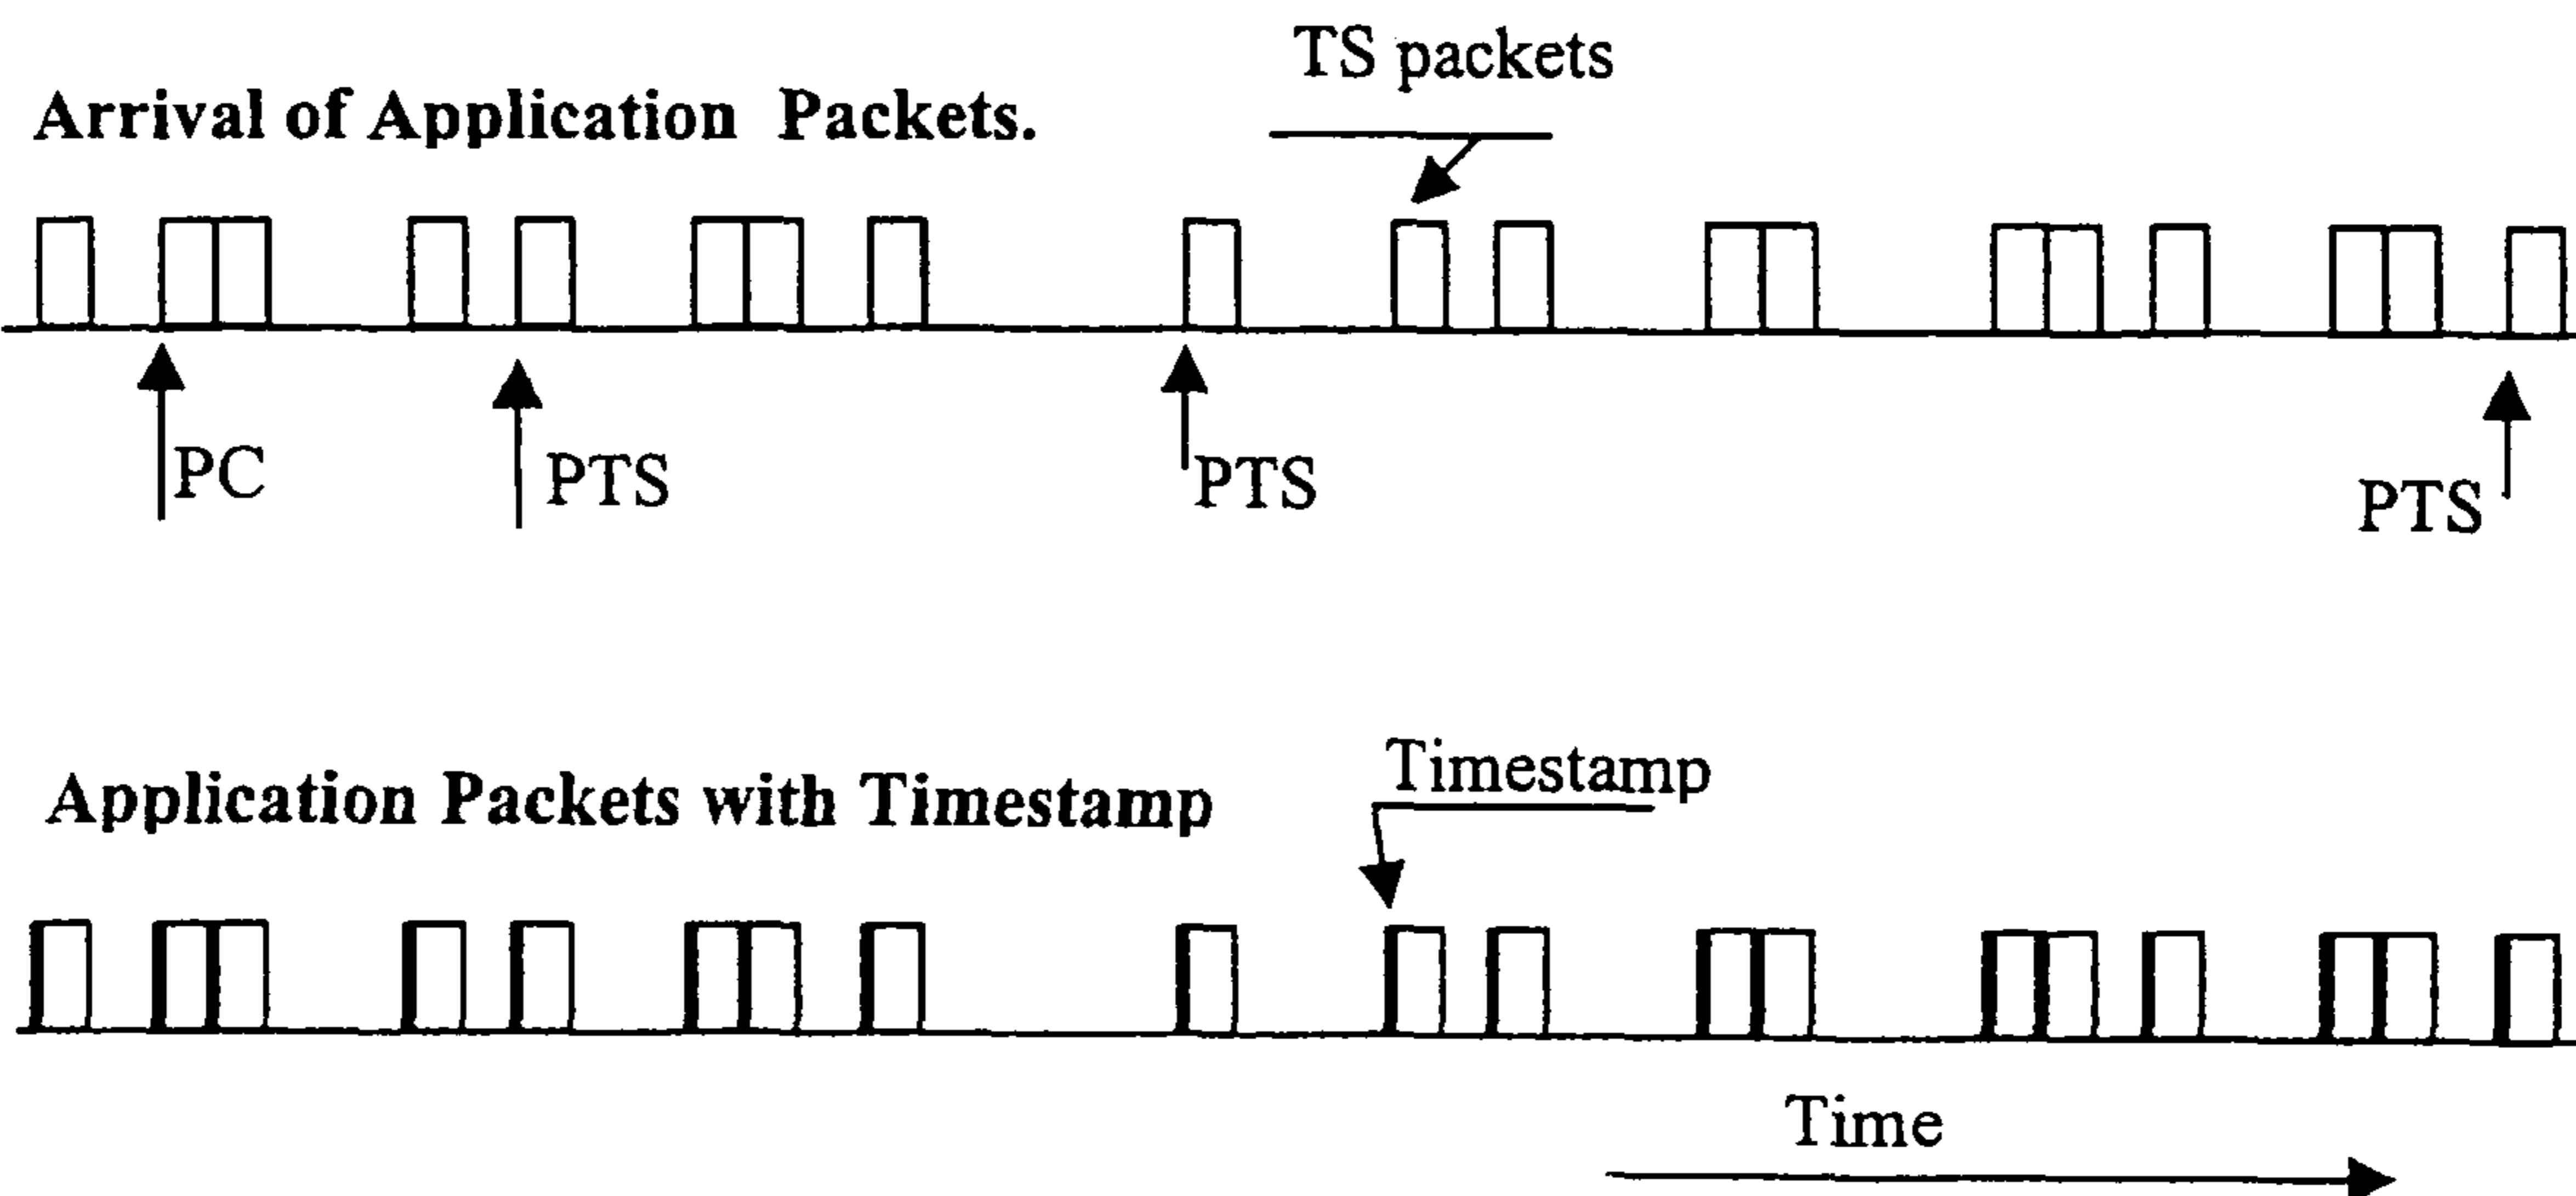 TS packets
Arrival of Application Packets.
PC
PTS
PTS
PTS
Timestamp
Application Packets with Timestamp
Time